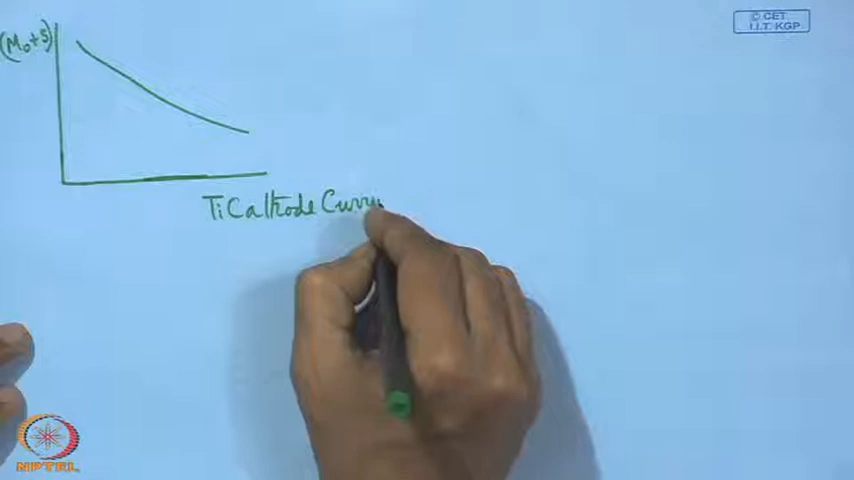 © CET
I.I.T. KGP
(Mo+S)
Ti Cathode Curr
NPTEL